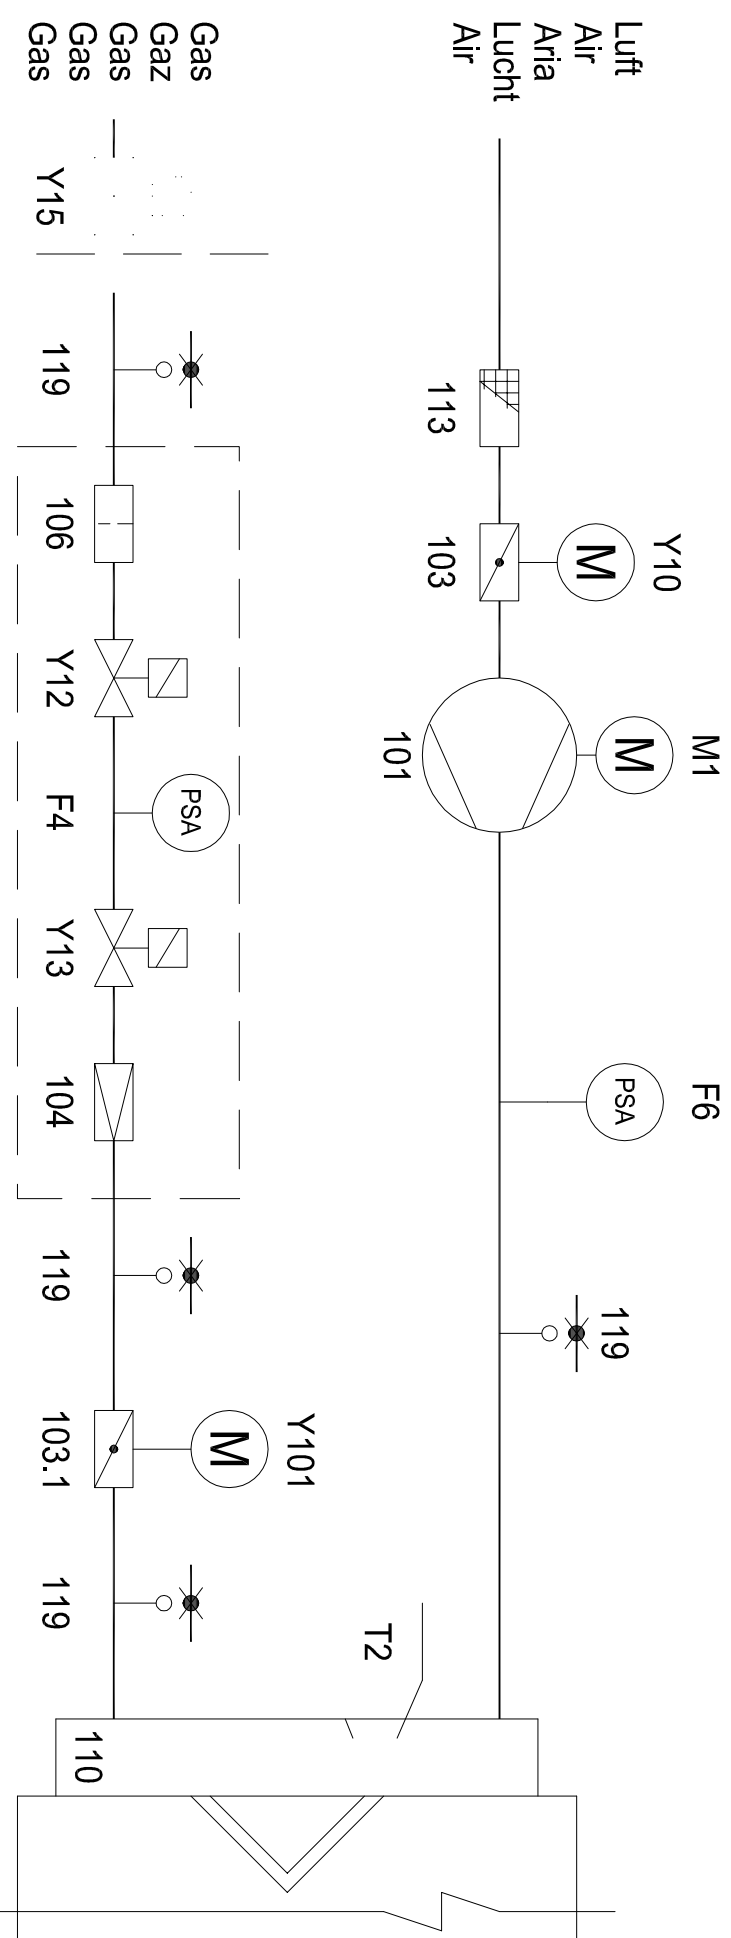 Luft
Air
Aria
Lucht
Air
113
Y10
M
103
M1
M
101
F6
PSA
119
T2
Gas
Gaz
Gas
Gas
Gas
Y15
119
106
Y12
PSA
F4
Y13
104
119
Y101
M
103.1
119
110